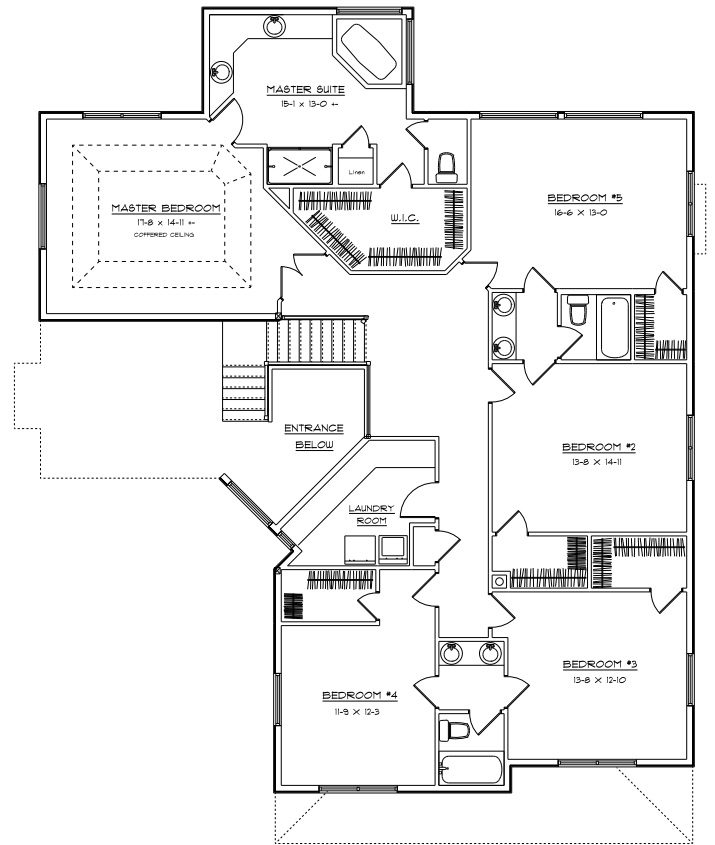 MASTER SUITE
15-1 X 13-0 +-
Linen
MASTER BEDROOM
17-8 X 14-11 +-
COFFERED CEILING
W.I.C.
BEDROOM #5
16-6 X 13-0
ENTRANCE
BELOW
BEDROOM #2
13-8 X 14-11
LAUNDRY
ROOM
BEDROOM #3
13-8 X 12-10
BEDROOM #4
11-9 X 12-3